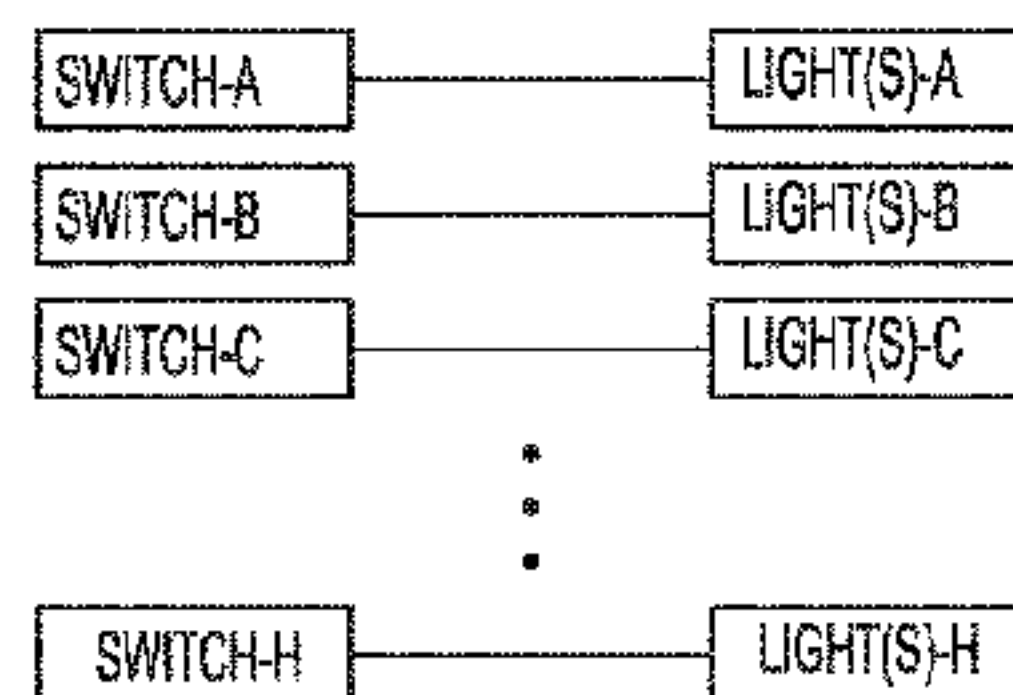 SWITCH-A
LIGHT(S)-A
SWITCH-B
LIGHT(S)-B
SWITCH-C
LIGHT(S)-C
SWITCH-H
LIGHT(S)-H